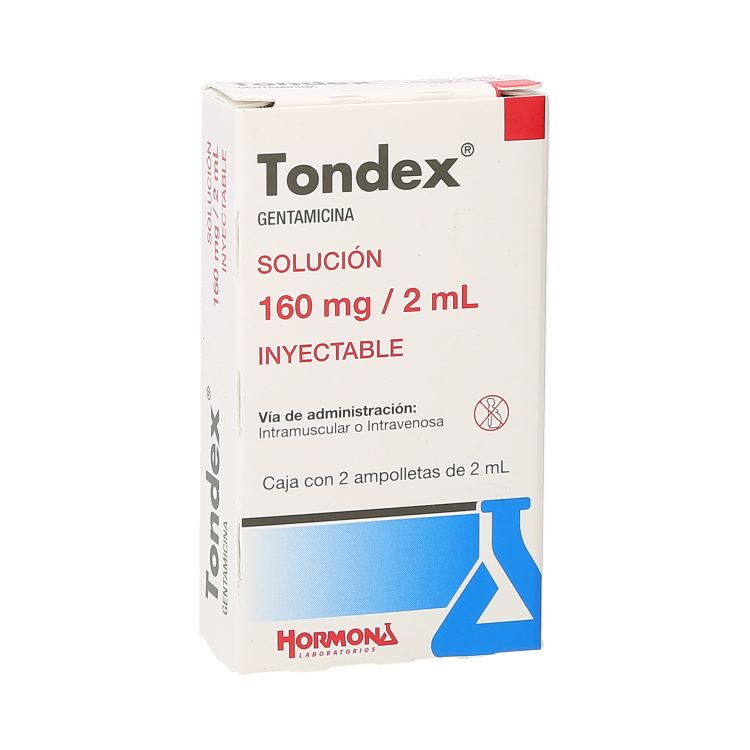 Tondex®
GENTAMICINA
SOLUCIÓN
160 mg / 2 mL
INYECTABLE
Vía de administración:
Intramuscular o Intravenosa
Caja con 2 ampolletas de 2 mL
HORMONA
LABORATORIOS
SOLUCIÓN
160 mg / 2 mL
INYECTABLE
Tondex®
GENTAMICINA
GENTAMICINA